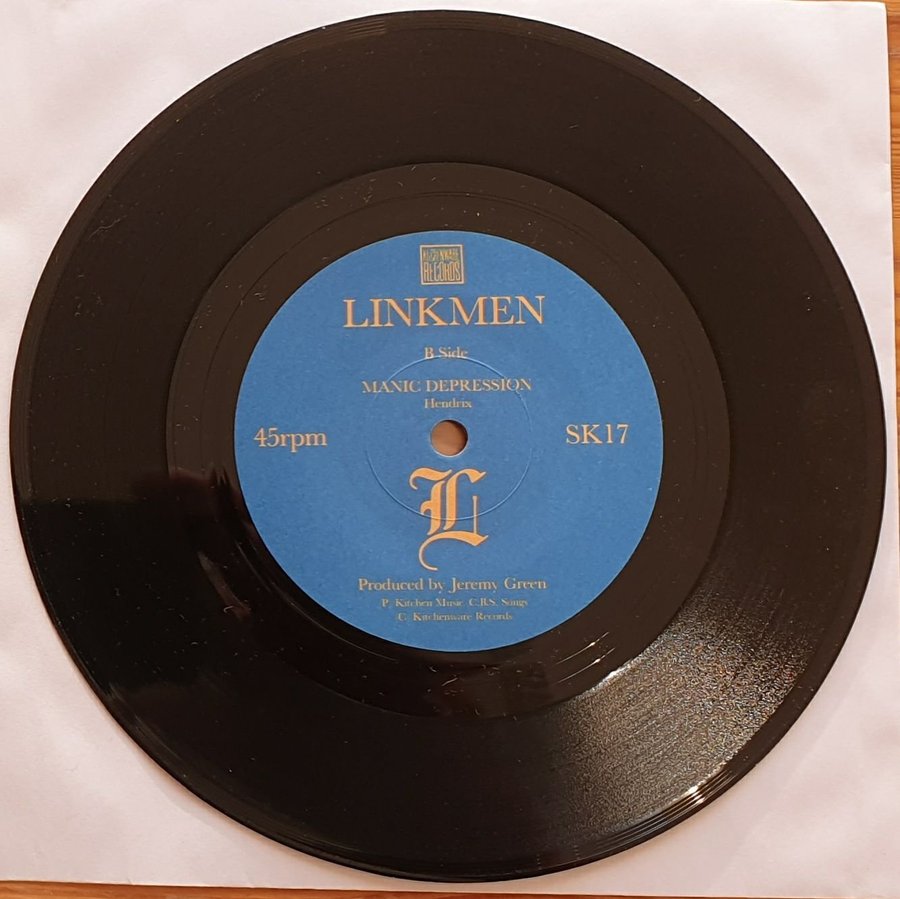 KITCHENWARE
RECORDS
LINKMEN
B Side
MANIC DEPRESSION
Hendrix
45rpm
SK17
L
Produced by Jeremy Green
P. Kitchen Music C.B.S. Songs
C. Kitchenware Records